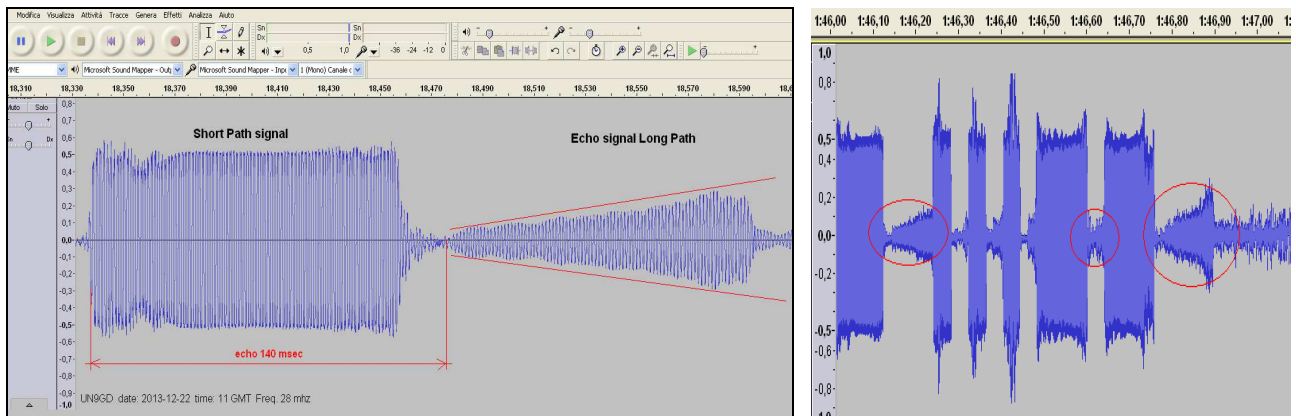 Modifica Visualizza Attività Tracce Genera Effetti Analizza Aiuto
Sn
Dx
Sn
Dx
0,5 1,0
-36 -24 -12 0
Microsoft Sound Mapper - Outp
Microsoft Sound Mapper - Inpu
1 (Mono) Canale c
18,310 18,330 18,350 18,370 18,390 18,410 18,430 18,450 18,470 18,490 18,510 18,530 18,550 18,570 18,590
Muto Solo
- +
Dx
0,8
0,7
0,6
0,5
0,4
0,3
0,2
0,1
0,0
-0,1
-0,2
-0,3
-0,4
-0,5
-0,6
-0,7
-0,8
-0,9
-1,0
Short Path signal
Echo signal Long Path
echo 140 msec
UN9GD date: 2013-12-22 time: 11 GMT Freq. 28 mhz
1:46,00 1:46,10 1:46,20 1:46,30 1:46,40 1:46,50 1:46,60 1:46,70 1:46,80 1:46,90 1:47,00
1,0
0,8
0,5
0,4
0,2
0,0
-0,2
-0,5
-0,6
-0,8
-1,0